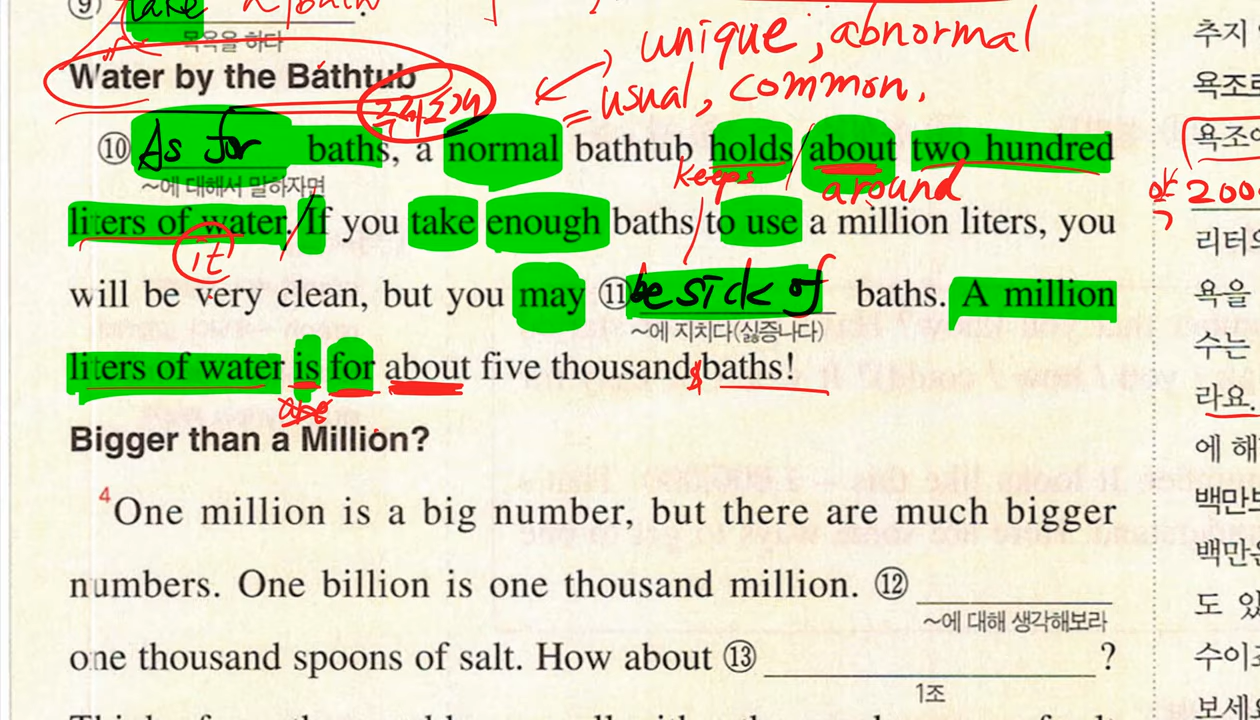 ⑨ take a bath.
목욕을 하다
unique ; abnormal
Water by the Bathtub
= usual, common.
⑩ As for baths, a normal bathtub holds about two hundred
~에 대해서 말하자면
keeps
around
liters of water. If you take enough baths to use a million liters, you
it
will be very clean, but you may ⑪ be sick of baths. A million
~에 지치다(싫증나다)
liters of water is for about five thousand baths!
are
Bigger than a Million?
4 One million is a big number, but there are much bigger
numbers. One billion is one thousand million. ⑫
~에 대해 생각해보라
one thousand spoons of salt. How about ⑬ ?
1조
추지
욕조로
욕조에
약 200
리터의
욕을
수는
라요.
에 해
백만
백만은
도 있
수이
보세